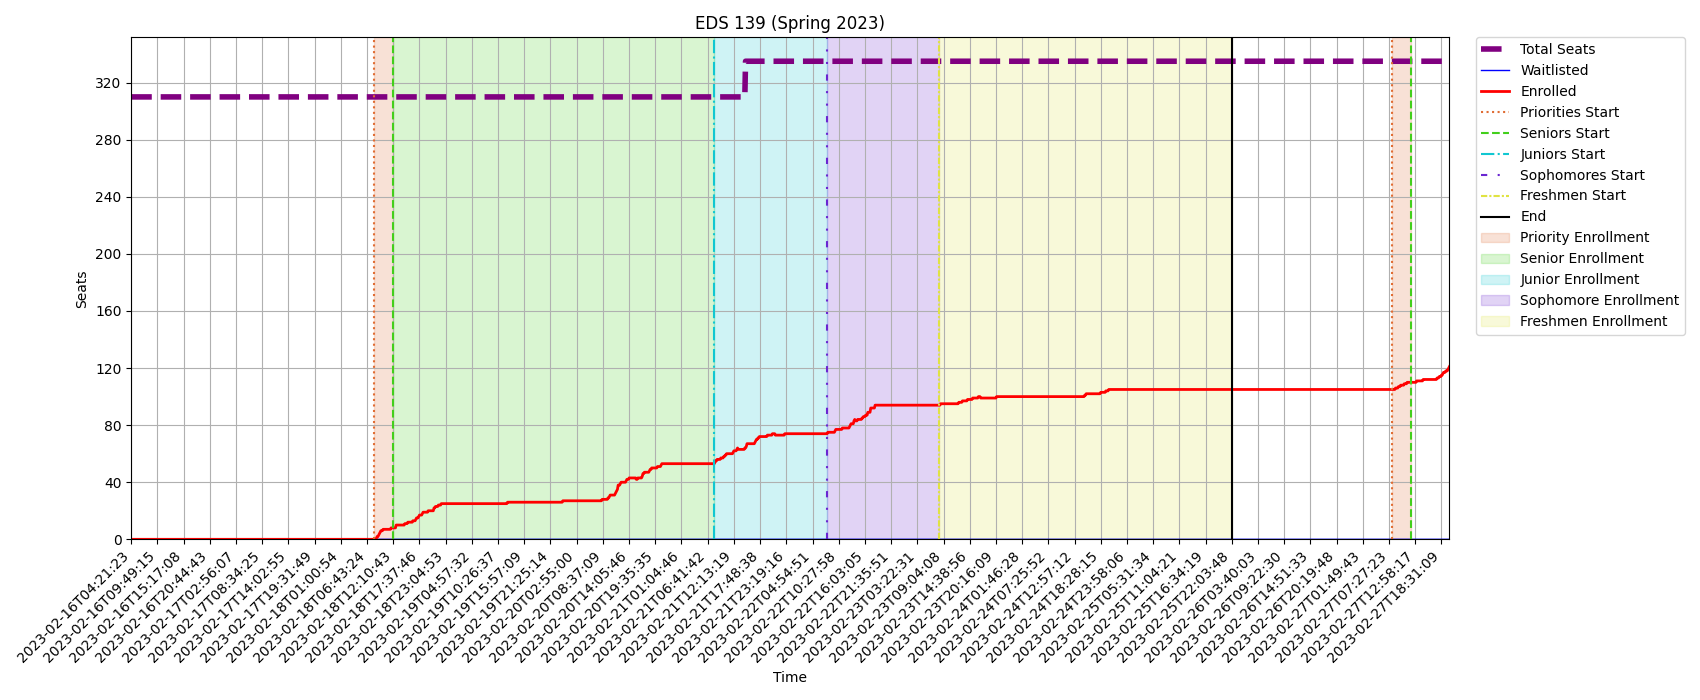 EDS 139 (Spring 2023)
Seats
320
280
240
200
160
120
80
40
0
2023-02-16T04:21:23
2023-02-16T09:49:15
2023-02-16T15:17:08
2023-02-16T20:44:43
2023-02-17T02:56:07
2023-02-17T08:34:25
2023-02-17T14:02:55
2023-02-17T19:31:49
2023-02-18T01:00:54
2023-02-18T06:43:24
2023-02-18T12:10:43
2023-02-18T17:37:46
2023-02-18T23:04:53
2023-02-19T04:57:32
2023-02-19T10:26:37
2023-02-19T15:57:09
2023-02-19T21:25:14
2023-02-20T02:55:00
2023-02-20T08:37:09
2023-02-20T14:05:46
2023-02-20T19:35:35
2023-02-21T01:04:46
2023-02-21T06:41:42
2023-02-21T12:13:19
2023-02-21T17:48:38
2023-02-21T23:19:16
2023-02-22T04:54:51
2023-02-22T10:27:58
2023-02-22T16:03:05
2023-02-22T21:35:51
2023-02-23T03:22:31
2023-02-23T09:04:08
2023-02-23T14:38:56
2023-02-23T20:16:09
2023-02-24T01:46:28
2023-02-24T07:25:52
2023-02-24T12:57:12
2023-02-24T18:28:15
2023-02-24T23:58:06
2023-02-25T05:31:34
2023-02-25T11:04:21
2023-02-25T16:34:19
2023-02-25T22:03:48
2023-02-26T03:40:03
2023-02-26T09:22:30
2023-02-26T14:51:33
2023-02-26T20:19:48
2023-02-27T01:49:43
2023-02-27T07:27:23
2023-02-27T12:58:17
2023-02-27T18:31:09
Time
Total Seats
Waitlisted
Enrolled
Priorities Start
Seniors Start
Juniors Start
Sophomores Start
Freshmen Start
End
Priority Enrollment
Senior Enrollment
Junior Enrollment
Sophomore Enrollment
Freshmen Enrollment